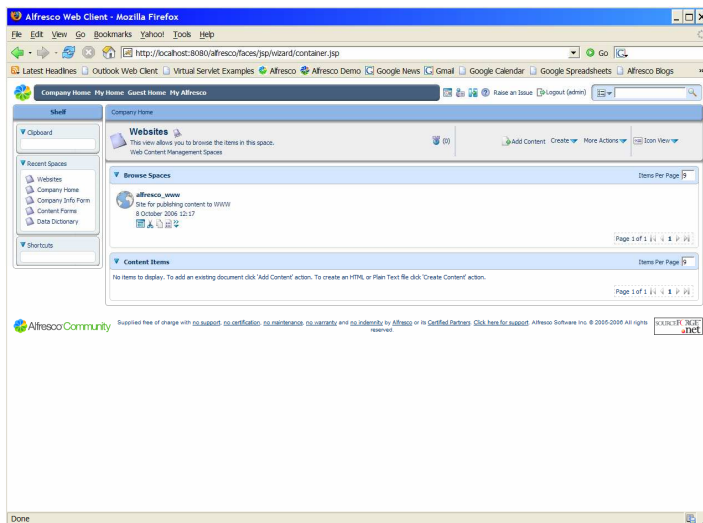 Alfresco Web Client - Mozilla Firefox
File Edit View Go Bookmarks Yahoo! Tools Help
http://localhost:8080/alfresco/faces/jsp/wizard/container.jsp Go
Latest Headlines Outlook Web Client Virtual Servlet Examples Alfresco Alfresco Demo Google News Gmail Google Calendar Google Spreadsheets Alfresco Blogs
Company Home My Home Guest Home My Alfresco Raise an Issue Logout (admin)
Shelf
Company Home
Clipboard
Recent Spaces
Websites
Company Home
Company Info Form
Content Forms
Data Dictionary
Shortcuts
Websites
This view allows you to browse the items in this space.
Web Content Management Spaces
(0) Add Content Create More Actions Icon View
Browse Spaces Items Per Page 9
alfresco_www
Site for publishing content to WWW
8 October 2006 12:17
Page 1 of 1 1
Content Items Items Per Page 9
No items to display. To add an existing document click 'Add Content' action. To create an HTML or Plain Text file click 'Create Content' action.
Page 1 of 1 1
Alfresco Community
Supplied free of charge with no support, no certification, no maintenance, no warranty and no indemnity by Alfresco or its Certified Partners. Click here for support. Alfresco Software Inc. © 2005-2006 All rights
reserved.
SOURCEFORGE
.net
Done